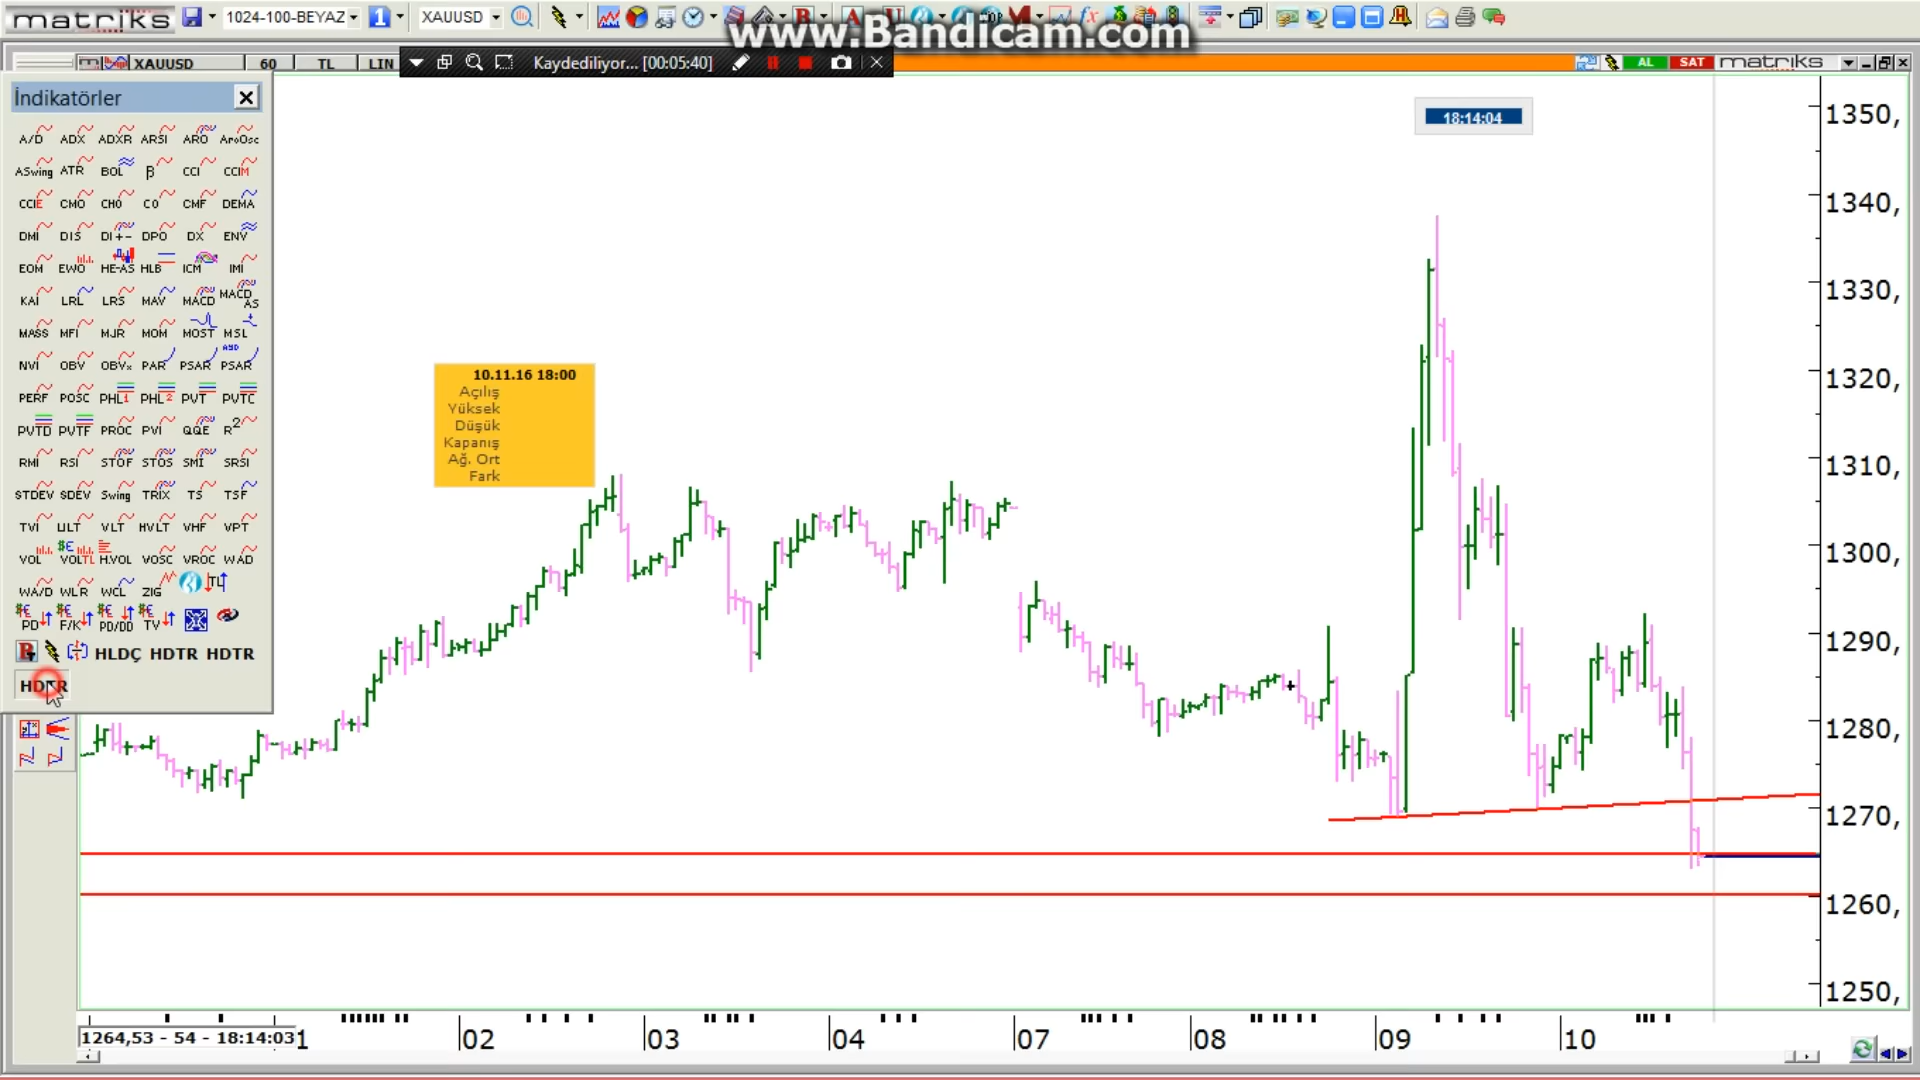 matriks 1024-100-BEYAZ 1 XAUUSD
www.Bandicam.com
XAUUSD 60 TL LIN Kaydediliyor... [00:05:40] AL SAT matriks
İndikatörler
18:14:04
A/D ADX ADXR ARSI ARO AroOsc
ASwing ATR BOL β CCI CCIM
CCIE CMO CHO CO CMF DEMA
DMI DIS DI+- DPO DX ENV
EOM EWO HE-AS HLB ICM IMI
KAI LRL LRS MAV MACD MACD AS
MASS MFI MJR MOM MOST MSL
NVI OBV OBVx PAR PSAR PSAR
PERF POSC PHL1 PHL2 PVT PVTC
PVTD PVTF PROC PVI QQE R2
RMI RSI STOF STOS SMI SRSI
STDEV SDEV Swing TRIX TS TSF
TVI ULT VLT HVLT VHF VPT
VOL VOLTL H.VOL VOSC VROC WAD
WA/D WLR WCL ZIG TL
PD F/K PD/DD TV
HLDÇ HDTR HDTR
HDTR
10.11.16 18:00
Açılış
Yüksek
Düşük
Kapanış
Ağ. Ort
Fark
1350,
1340,
1330,
1320,
1310,
1300,
1290,
1280,
1270,
1260,
1250,
1264,53 - 54 - 18:14:03
1 02 03 04 07 08 09 10